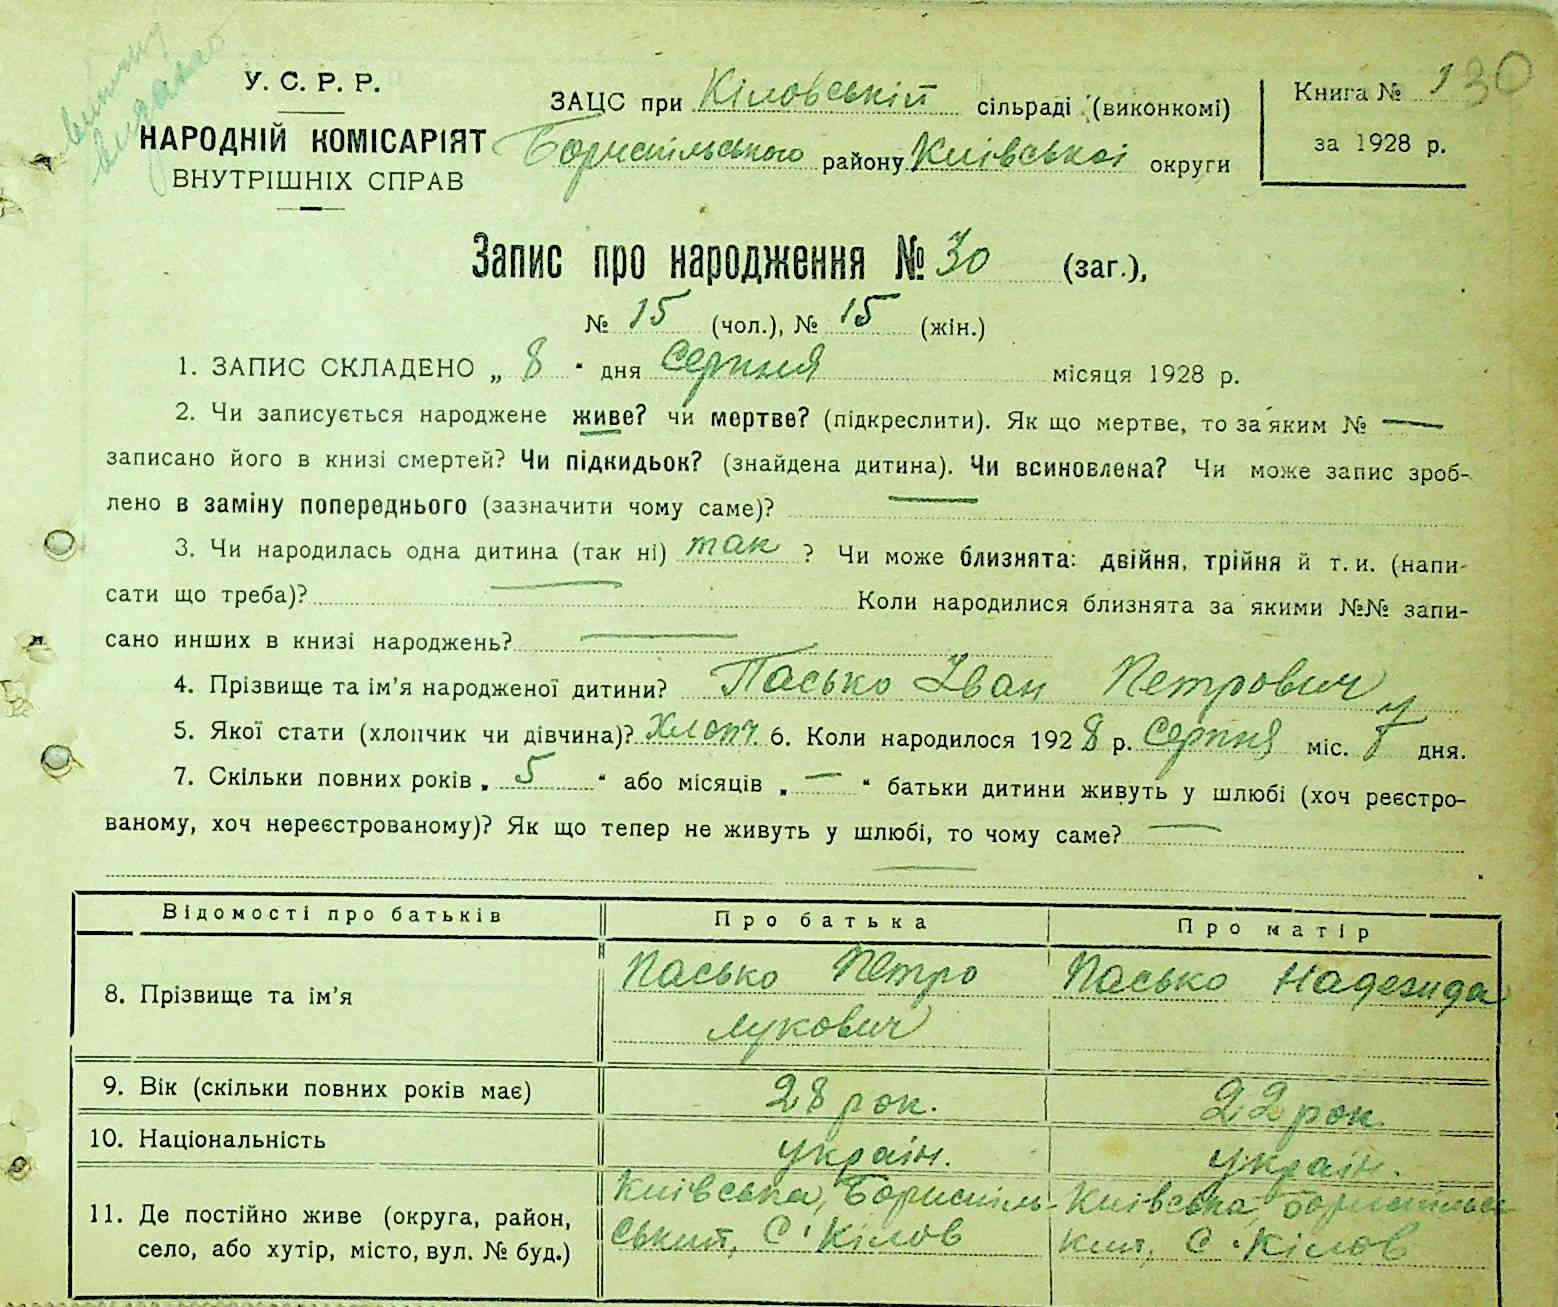 виписку
видано
У. С. Р. Р.
НАРОДНІЙ КОМІСАРІЯТ
ВНУТРІШНІХ СПРАВ
ЗАЦС при Кіловській сільраді (виконкомі)
Бориспільського району Київської округи
Книга № 1
30
за 1928 р.
Запис про народження № 30 (заг.),
№ 15 (чол.), № 15 (жін.)
1. ЗАПИС СКЛАДЕНО „ 8 " дня Серпня місяця 1928 р.
2. Чи записується народжене живе? чи мертве? (підкреслити). Як що мертве, то за яким № —
записано його в книзі смертей? Чи підкидьок? (знайдена дитина). Чи всиновлена? Чи може запис зроб-
лено в заміну попереднього (зазначити чому саме)? —
3. Чи народилась одна дитина (так ні) так ? Чи може близнята: двійня, трійня й т. и. (напи-
сати що треба)? — Коли народилися близнята за якими №№ запи-
сано инших в книзі народжень? —
4. Прізвище та ім'я народженої дитини? Пасько Іван Петрович
5. Якої стати (хлопчик чи дівчина)? Хлопч. 6. Коли народилося 1928 р. Серпня міс. 7 дня.
7. Скільки повних років „ 5 " або місяців „ — " батьки дитини живуть у шлюбі (хоч реєстро-
ваному, хоч нереєстрованому)? Як що тепер не живуть у шлюбі, то чому саме? —
Відомості про батьків Про батька Про матір
8. Прізвище та ім'я Пасько Петро Лукович Пасько Надежида
9. Вік (скільки повних років має) 28 рок. 22 рок
10. Національність україн. україн.
11. Де постійно живе (округа, район, Київська, Бориспіль- Київська, Бориспільсь
село, або хутір, місто, вул. № буд.) ський, С. Кілов кий, С. Кілов